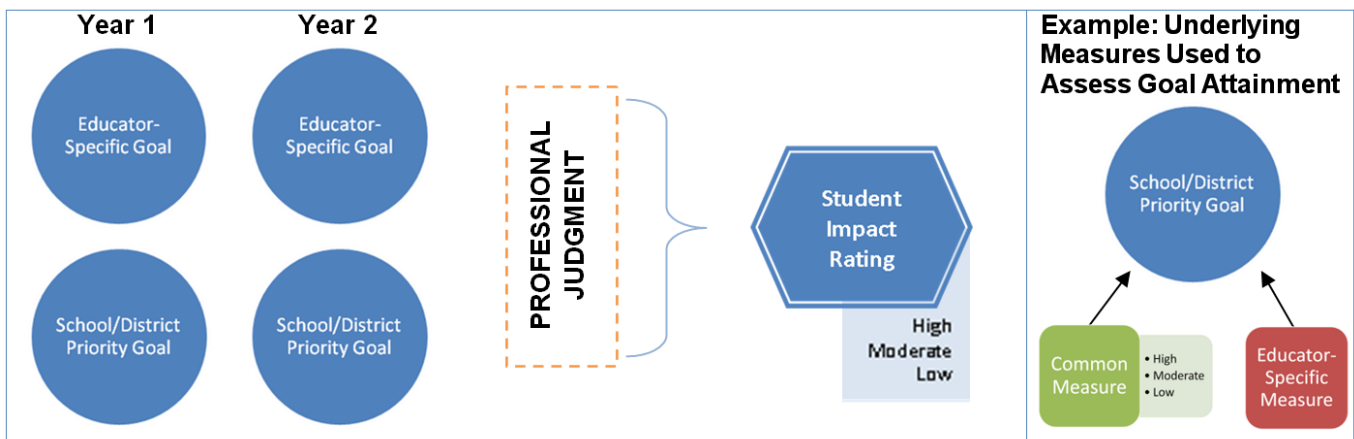 Year 1
Year 2
Educator-
Specific Goal
Educator-
Specific Goal
School/District
Priority Goal
School/District
Priority Goal
PROFESSIONAL
JUDGMENT
Student
Impact
Rating
High
Moderate
Low
Example: Underlying
Measures Used to
Assess Goal Attainment
School/District
Priority Goal
Common
Measure
• High
• Moderate
• Low
Educator-
Specific
Measure